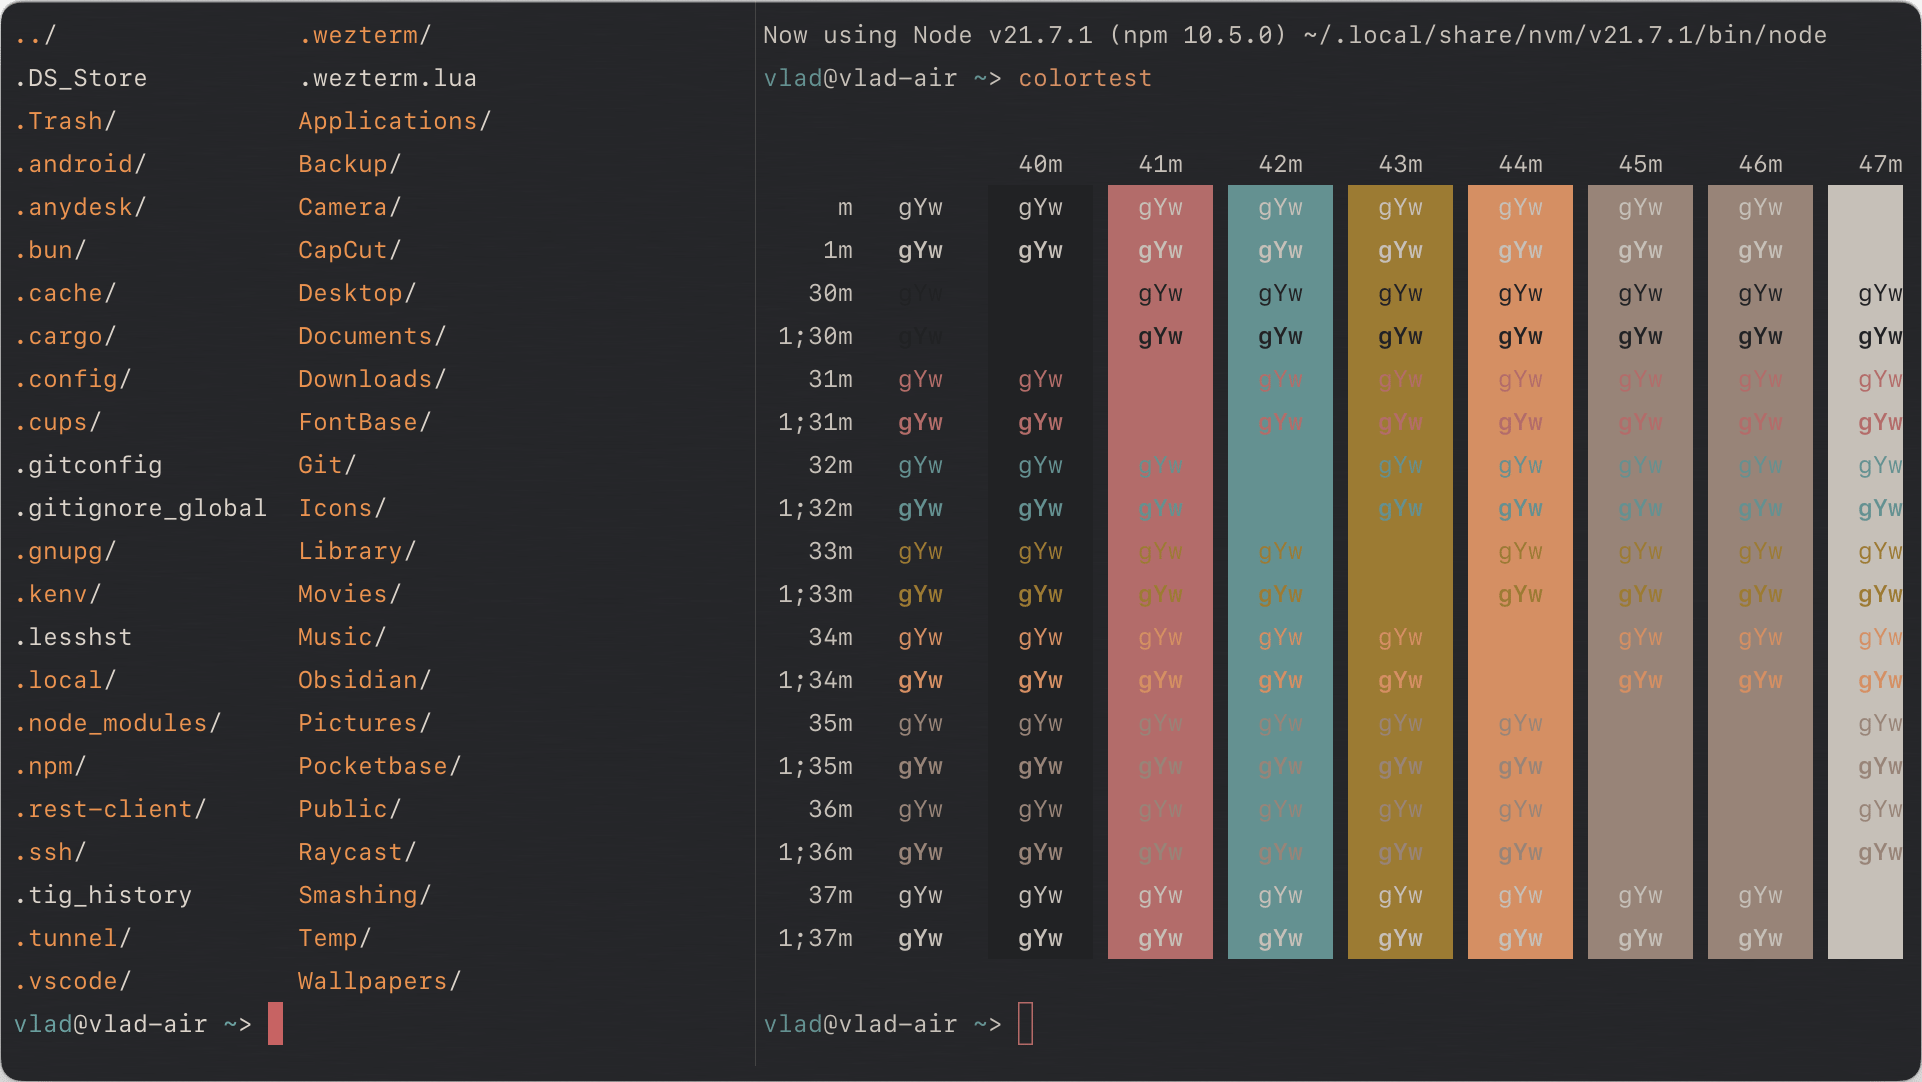 ../ .wezterm/
.DS_Store .wezterm.lua
.Trash/ Applications/
.android/ Backup/
.anydesk/ Camera/
.bun/ CapCut/
.cache/ Desktop/
.cargo/ Documents/
.config/ Downloads/
.cups/ FontBase/
.gitconfig Git/
.gitignore_global Icons/
.gnupg/ Library/
.kenv/ Movies/
.lesshst Music/
.local/ Obsidian/
.node_modules/ Pictures/
.npm/ Pocketbase/
.rest-client/ Public/
.ssh/ Raycast/
.tig_history Smashing/
.tunnel/ Temp/
.vscode/ Wallpapers/
vlad@vlad-air ~>
Now using Node v21.7.1 (npm 10.5.0) ~/.local/share/nvm/v21.7.1/bin/node
vlad@vlad-air ~> colortest
40m 41m 42m 43m 44m 45m 46m 47m
m gYw gYw gYw gYw gYw gYw gYw gYw
1m gYw gYw gYw gYw gYw gYw gYw gYw
30m gYw gYw gYw gYw gYw gYw gYw gYw
1;30m gYw gYw gYw gYw gYw gYw gYw gYw
31m gYw gYw gYw gYw gYw gYw gYw gYw
1;31m gYw gYw gYw gYw gYw gYw gYw gYw
32m gYw gYw gYw gYw gYw gYw gYw gYw
1;32m gYw gYw gYw gYw gYw gYw gYw gYw
33m gYw gYw gYw gYw gYw gYw gYw gYw
1;33m gYw gYw gYw gYw gYw gYw gYw gYw
34m gYw gYw gYw gYw gYw gYw gYw gYw
1;34m gYw gYw gYw gYw gYw gYw gYw gYw
35m gYw gYw gYw gYw gYw gYw gYw
1;35m gYw gYw gYw gYw gYw gYw gYw
36m gYw gYw gYw gYw gYw gYw gYw
1;36m gYw gYw gYw gYw gYw gYw gYw
37m gYw gYw gYw gYw gYw gYw gYw gYw
1;37m gYw gYw gYw gYw gYw gYw gYw gYw
vlad@vlad-air ~>